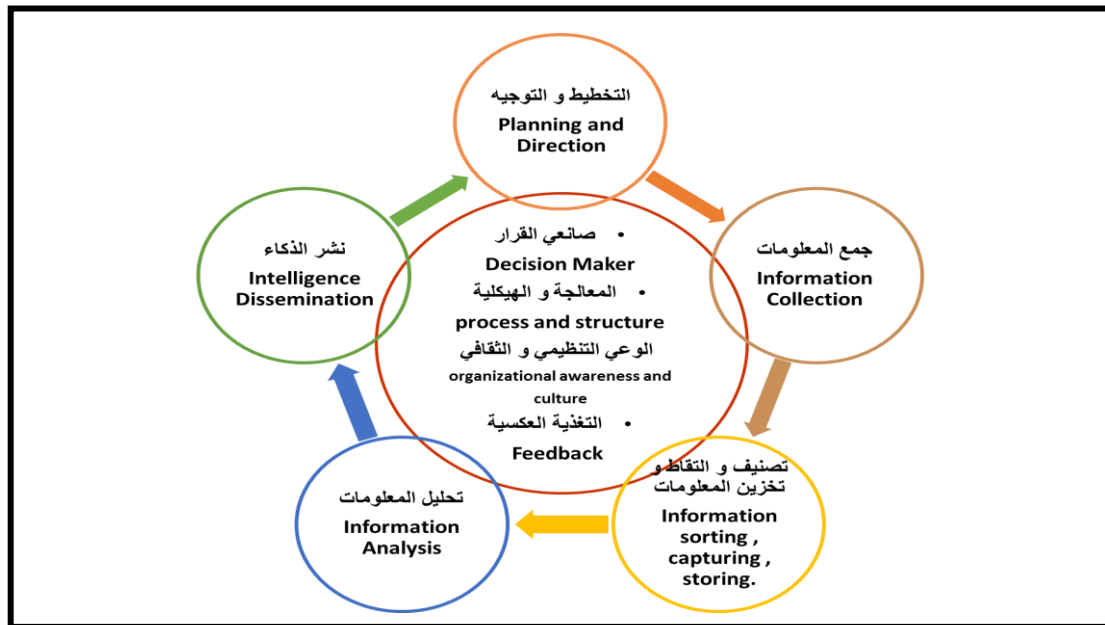 التخطيط و التوجيه
Planning and
Direction
جمع المعلومات
Information
Collection
تصنيف و التقاط و
تخزين المعلومات
Information
sorting ,
capturing ,
storing.
تحليل المعلومات
Information
Analysis
نشر الذكاء
Intelligence
Dissemination
• صانعي القرار
Decision Maker
• المعالجة و الهيكلية
process and structure
الوعي التنظيمي و الثقافي
organizational awareness and
culture
• التغذية العكسية
Feedback